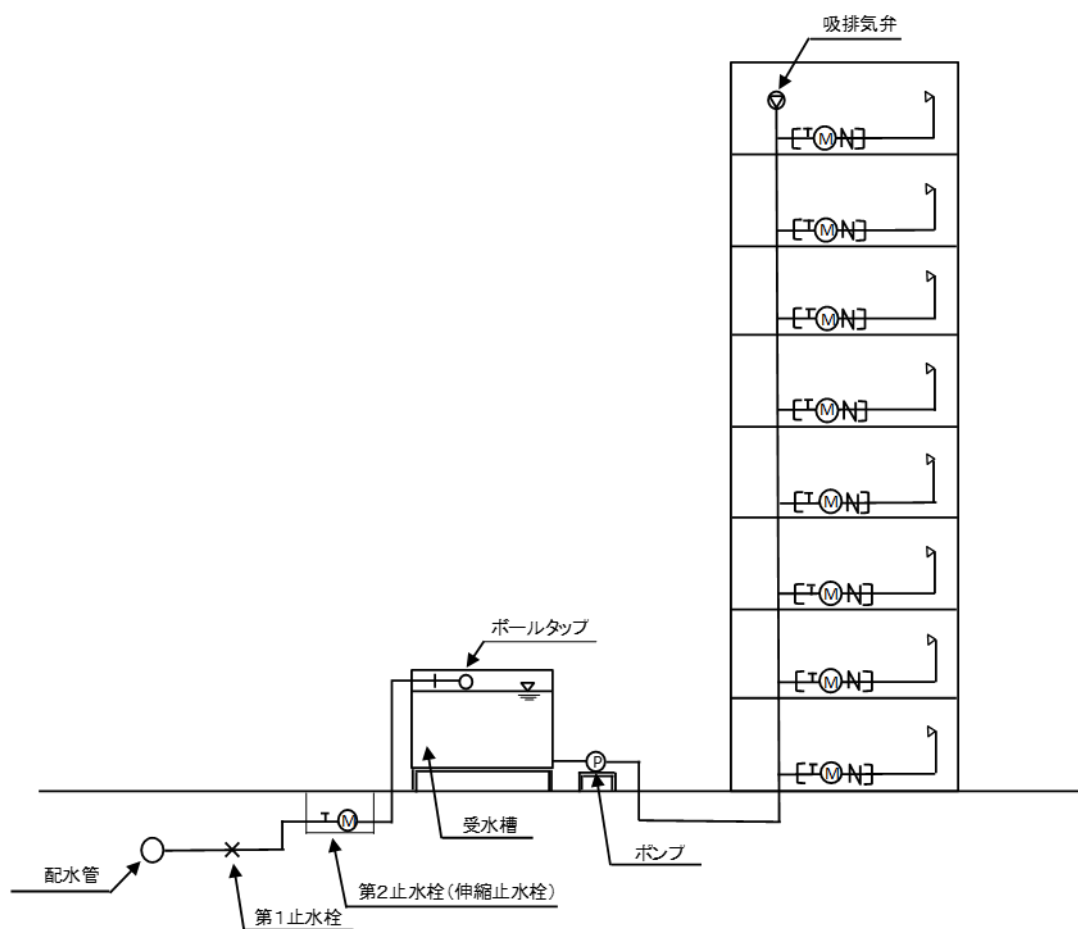 吸排気弁
T M N
T M N
T M N
T M N
T M N
T M N
T M N
T M N
ボールタップ
P
受水槽
ポンプ
T M
配水管
第1止水栓
第2止水栓(伸縮止水栓)